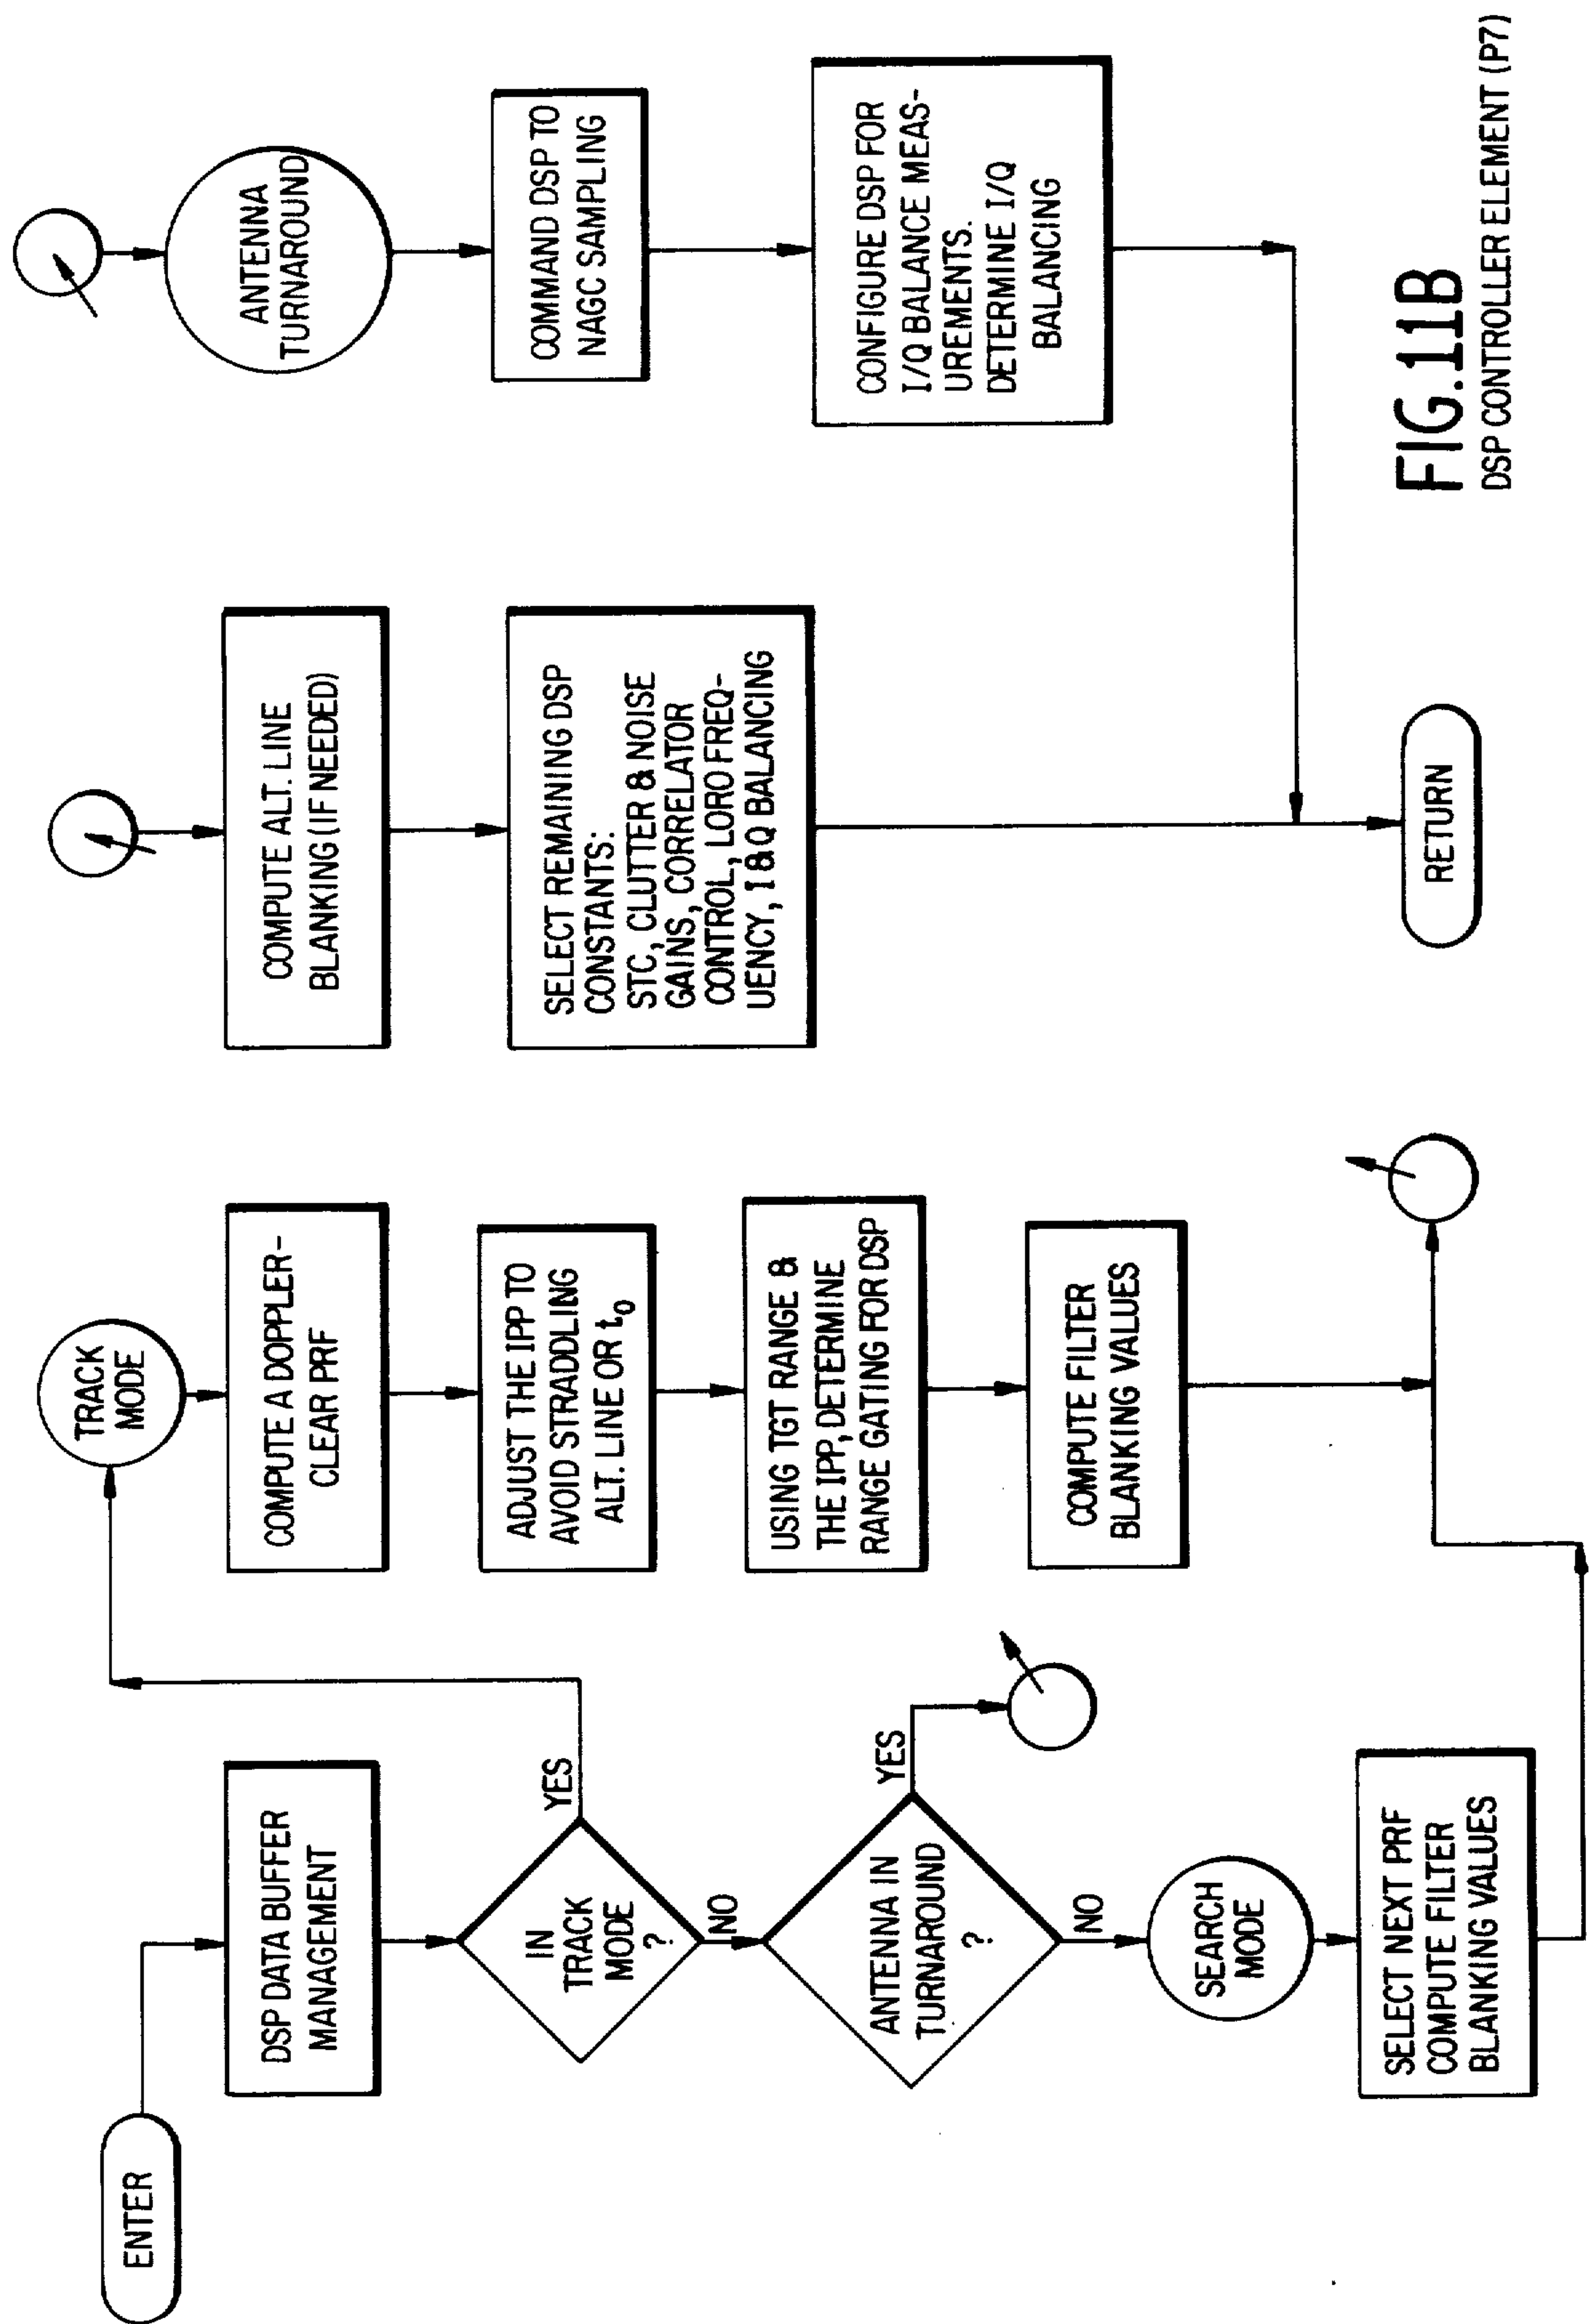 ENTER
DSP DATA BUFFER
MANAGEMENT
IN
TRACK
MODE
?
YES
NO
ANTENNA IN
TURNAROUND
?
YES
NO
SEARCH
MODE
SELECT NEXT PRF
COMPUTE FILTER
BLANKING VALUES
TRACK
MODE
COMPUTE A DOPPLER-
CLEAR PRF
ADJUST THE IPP TO
AVOID STRADDLING
ALT. LINE OR t₀
USING TGT RANGE &
THE IPP, DETERMINE
RANGE GATING FOR DSP
COMPUTE FILTER
BLANKING VALUES
COMPUTE ALT. LINE
BLANKING (IF NEEDED)
SELECT REMAINING DSP
CONSTANTS:
STC, CLUTTER & NOISE
GAINS, CORRELATOR
CONTROL, LORO FREQ-
UENCY, I & Q BALANCING
RETURN
ANTENNA
TURNAROUND
COMMAND DSP TO
NAGC SAMPLING
CONFIGURE DSP FOR
I/Q BALANCE MEAS-
UREMENTS.
DETERMINE I/Q
BALANCING
FIG.11B
DSP CONTROLLER ELEMENT (P7)